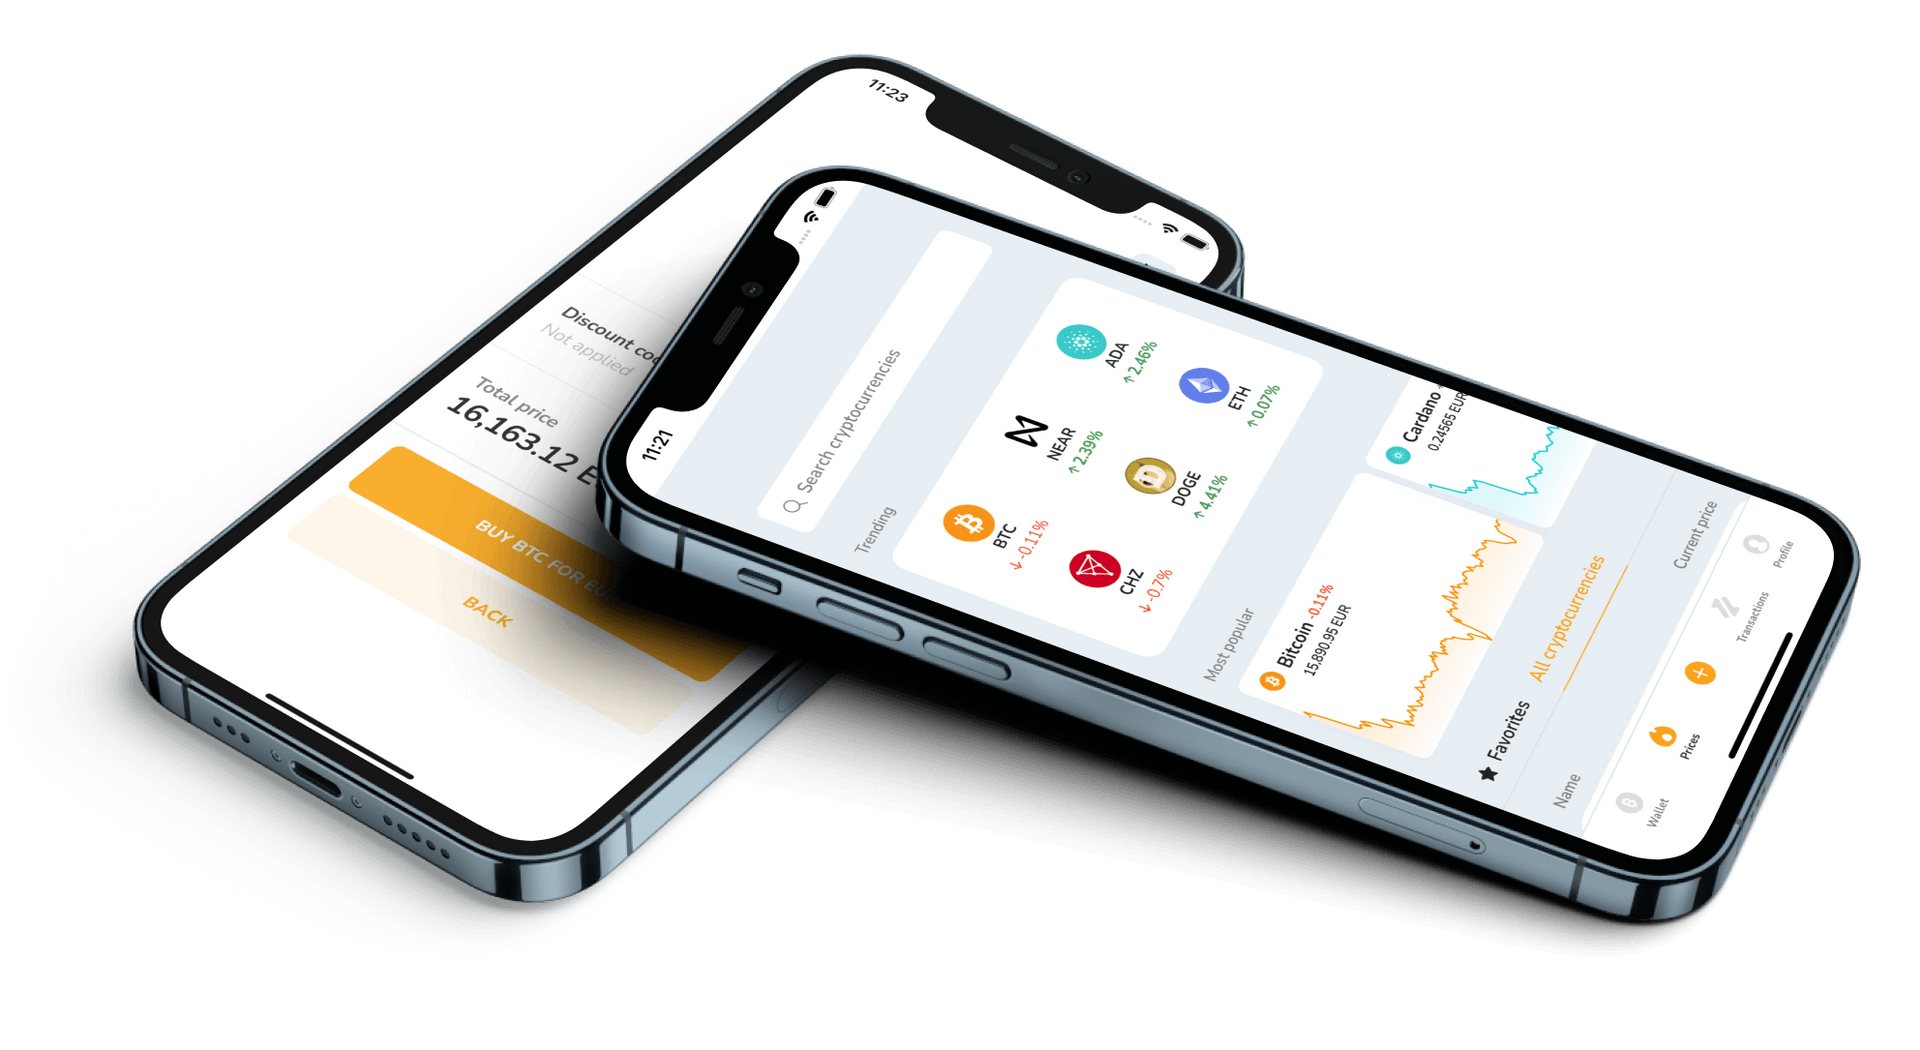 11:23
Discount co
Not applied
Total price
16,163.12 E
BUY BTC FOR EU
BACK
11:21
Search cryptocurrencies
Trending
BTC
-0.11%
NEAR
2.39%
ADA
2.46%
CHZ
-0.7%
DOGE
4.41%
ETH
0.07%
Most popular
Bitcoin -0.11%
15,890.95 EUR
Cardano
0.24565 EUR
Favorites
All cryptocurrencies
Name
Current price
Wallet
Prices
Transactions
Profile